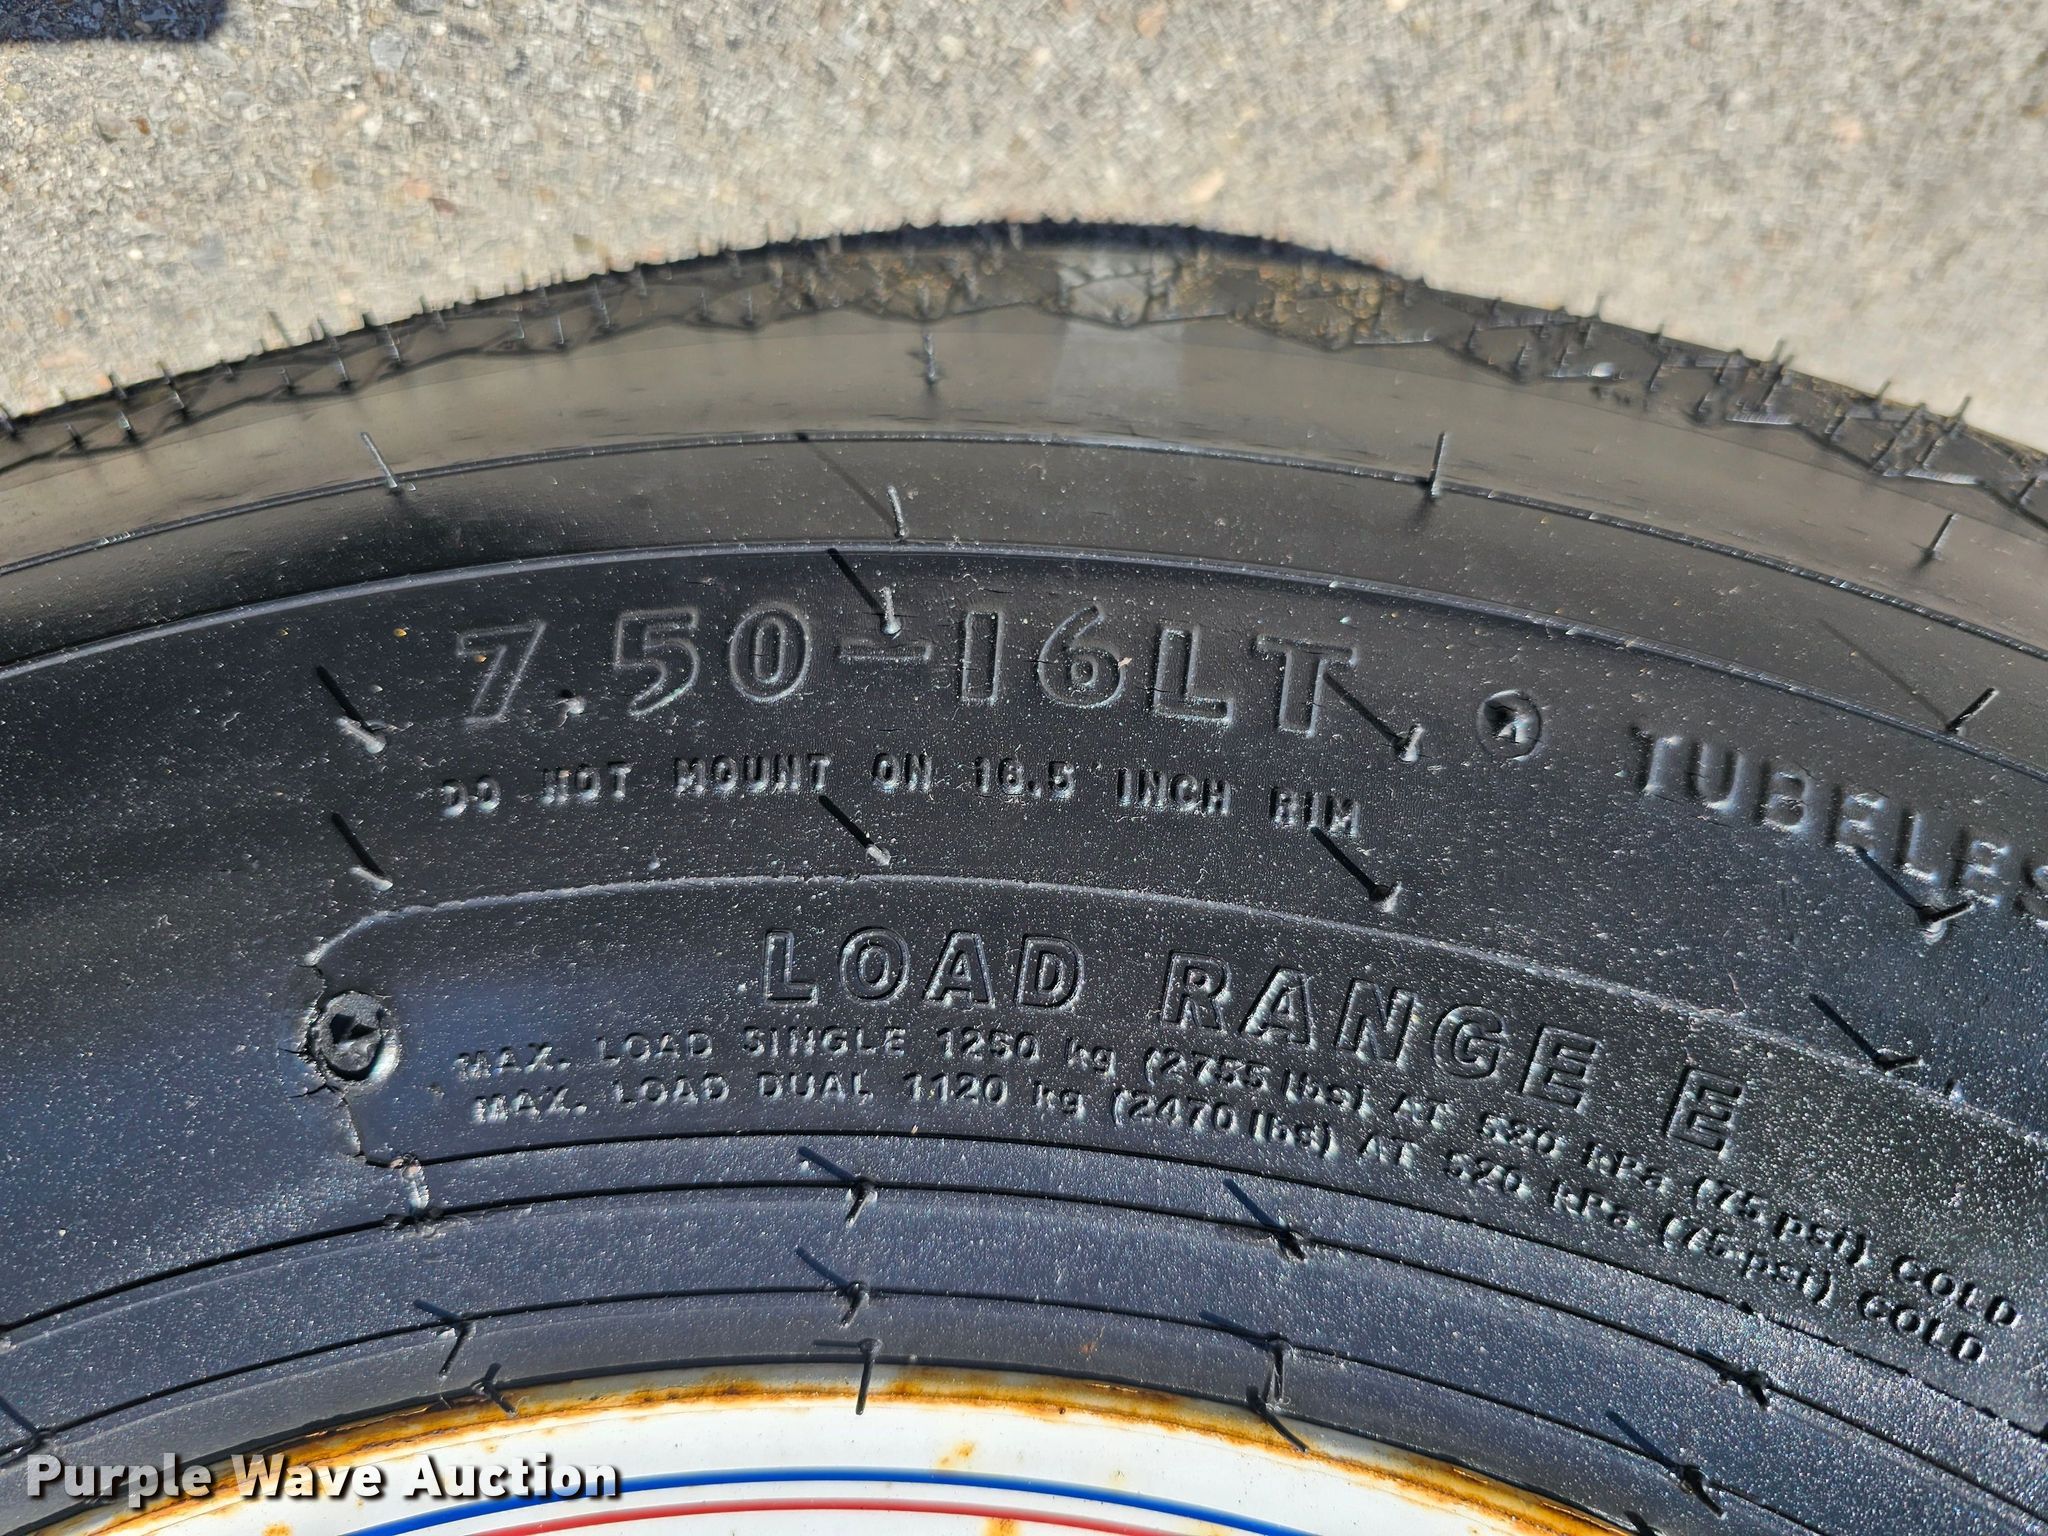 7.50-16LT TUBELES
DO NOT MOUNT ON 16.5 INCH RIM
LOAD RANGE E
MAX. LOAD SINGLE 1250 kg (2755 lbs) AT 520 kPa (75 psi) COLD
MAX. LOAD DUAL 1120 kg (2470 lbs) AT 520 kPa (75 psi) COLD
Purple Wave Auction